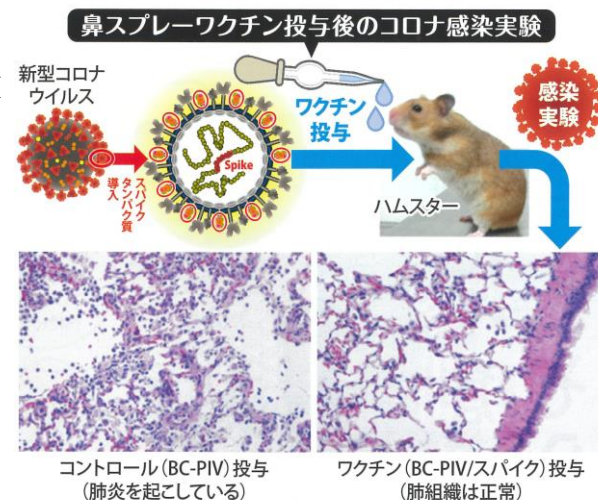 鼻スプレーワクチン投与後のコロナ感染実験
新型コロナ
ウイルス
スパイク
タンパク質
導入
Spike
ワクチン
投与
ハムスター
感染
実験
コントロール(BC-PIV)投与
(肺炎を起こしている)
ワクチン(BC-PIV/スパイク)投与
(肺組織は正常)